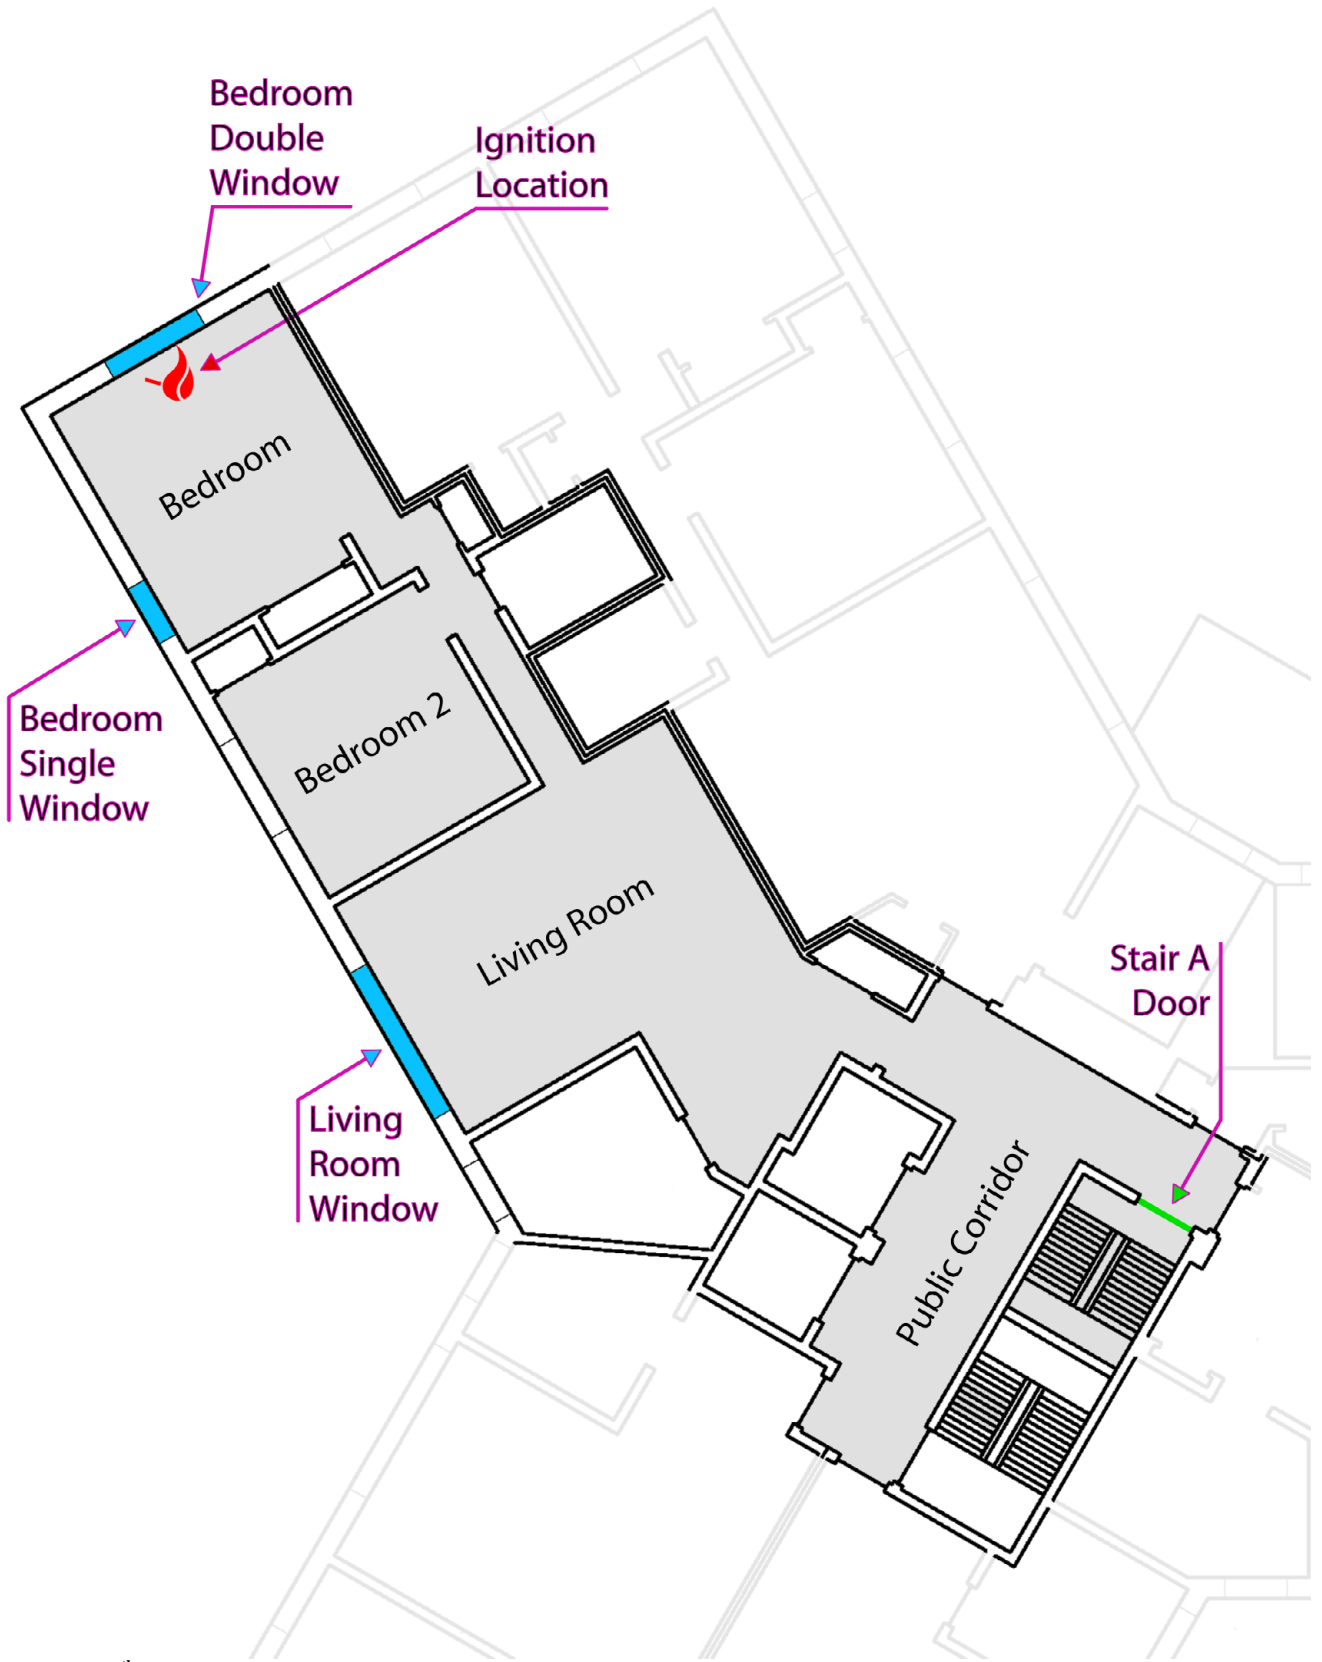 Bedroom
Double
Window
Ignition
Location
Bedroom
Bedroom
Single
Window
Bedroom 2
Living Room
Stair A
Door
Living
Room
Window
Public Corridor